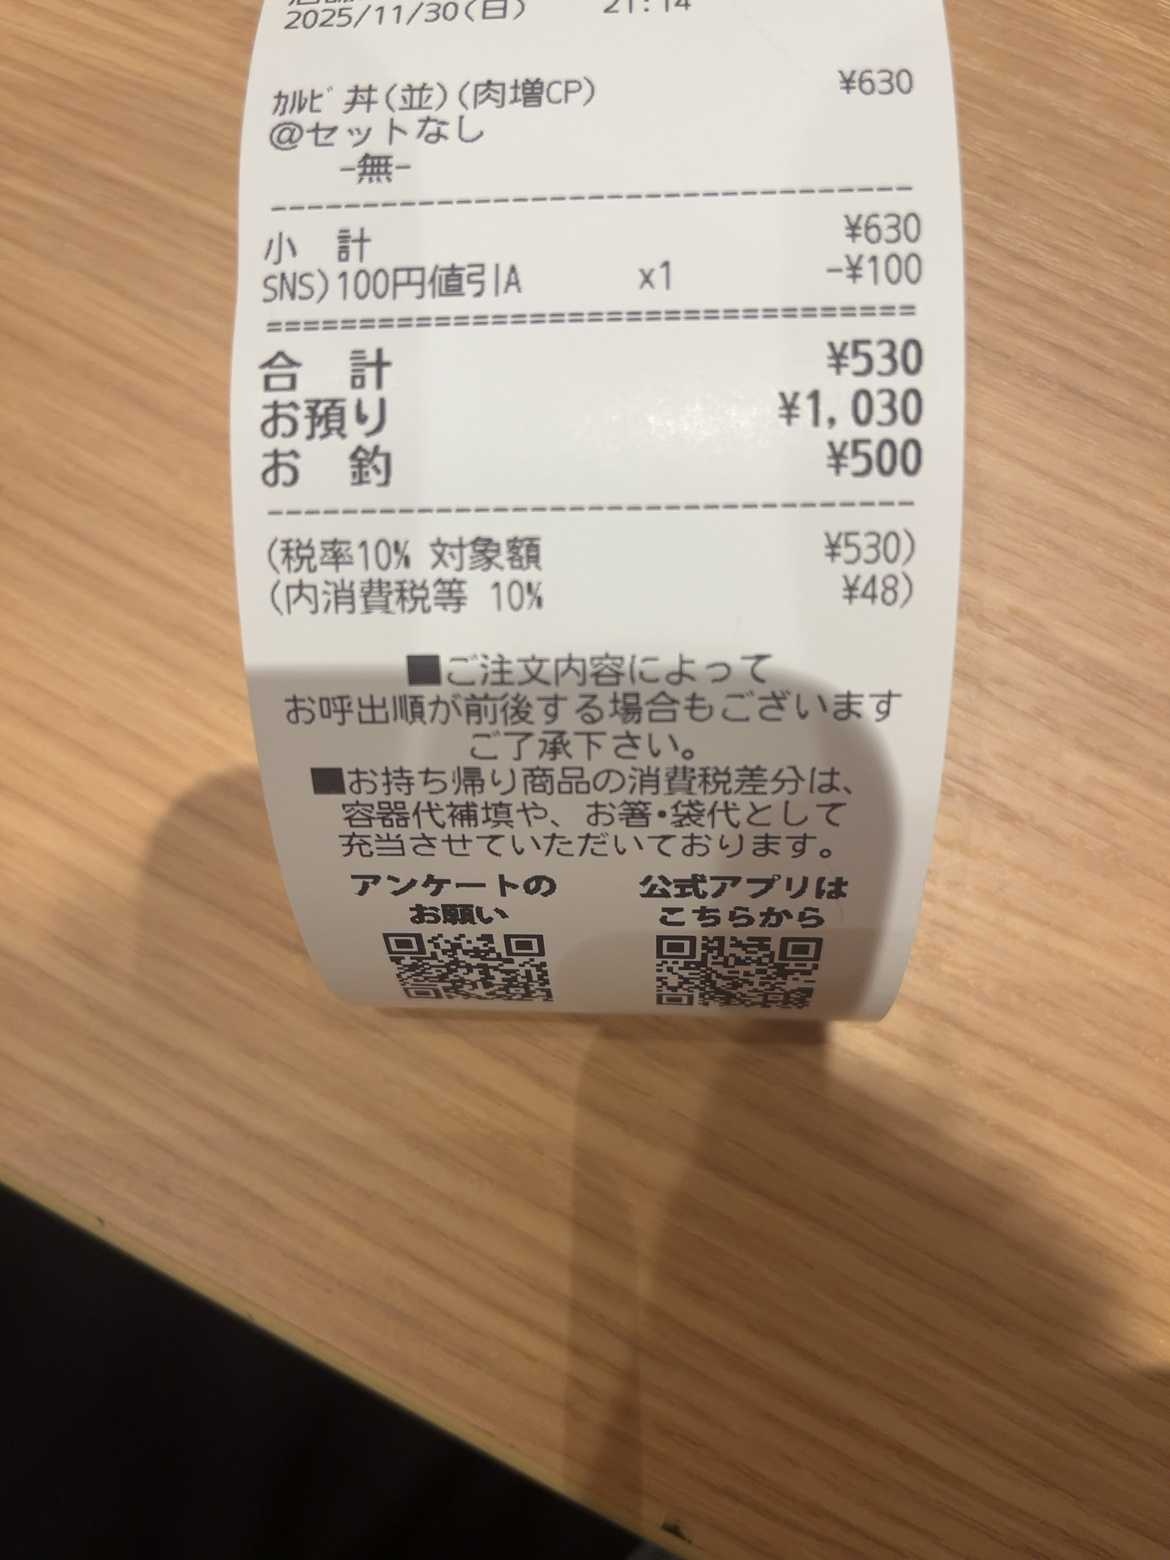 2025/11/30(日) 21:14
ｶﾙﾋﾞ丼(並)(肉増CP) ¥630
@セットなし
-無-
小 計 ¥630
SNS)100円値引A x1 -¥100
合 計 ¥530
お預り ¥1,030
お 釣 ¥500
(税率10% 対象額 ¥530)
(内消費税等 10% ¥48)
■ご注文内容によって
お呼出順が前後する場合もございます
ご了承下さい。
■お持ち帰り商品の消費税差分は、
容器代補填や、お箸・袋代として
充当させていただいております。
アンケートの 公式アプリは
お願い こちらから